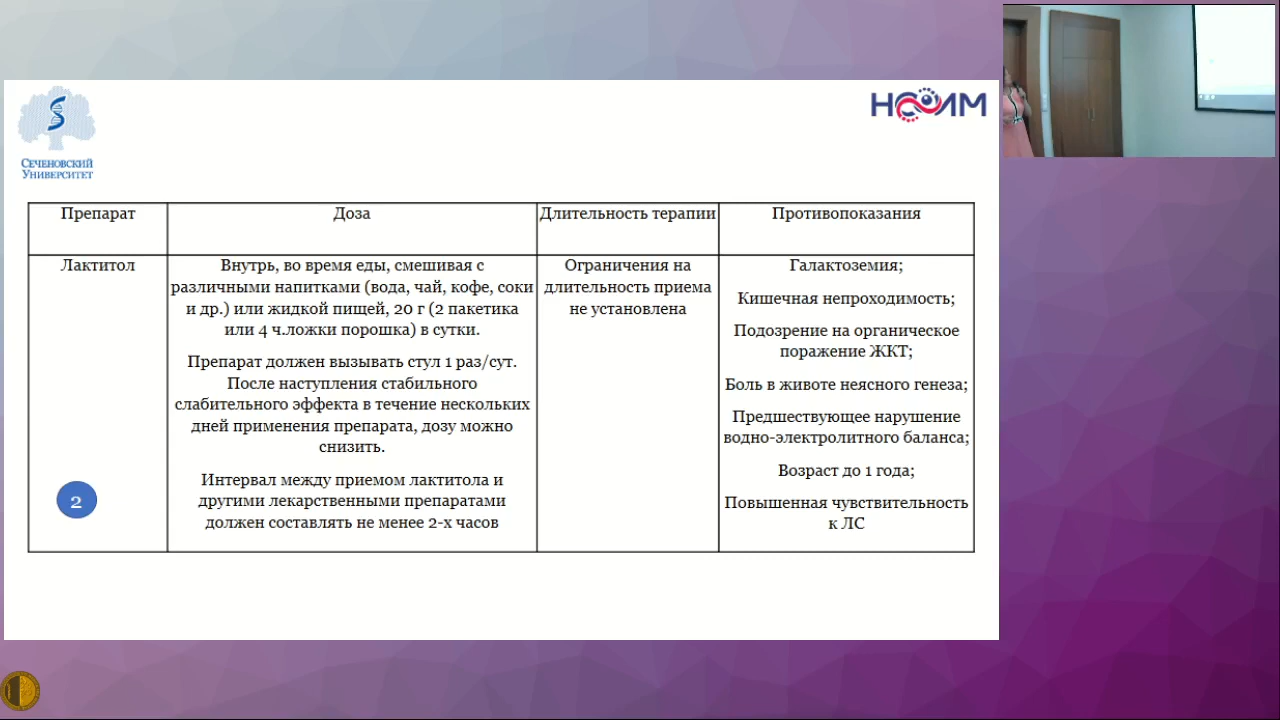 СЕЧЕНОВСКИЙ
УНИВЕРСИТЕТ
НСИМ
Препарат
Доза
Длительность терапии
Противопоказания
Лактитол
Внутрь, во время еды, смешивая с
различными напитками (вода, чай, кофе, соки
и др.) или жидкой пищей, 20 г (2 пакетика
или 4 ч.ложки порошка) в сутки.
Препарат должен вызывать стул 1 раз/сут.
После наступления стабильного
слабительного эффекта в течение нескольких
дней применения препарата, дозу можно
снизить.
Интервал между приемом лактитола и
другими лекарственными препаратами
должен составлять не менее 2-х часов
Ограничения на
длительность приема
не установлена
Галактоземия;
Кишечная непроходимость;
Подозрение на органическое
поражение ЖКТ;
Боль в животе неясного генеза;
Предшествующее нарушение
водно-электролитного баланса;
Возраст до 1 года;
Повышенная чувствительность
к ЛС
2